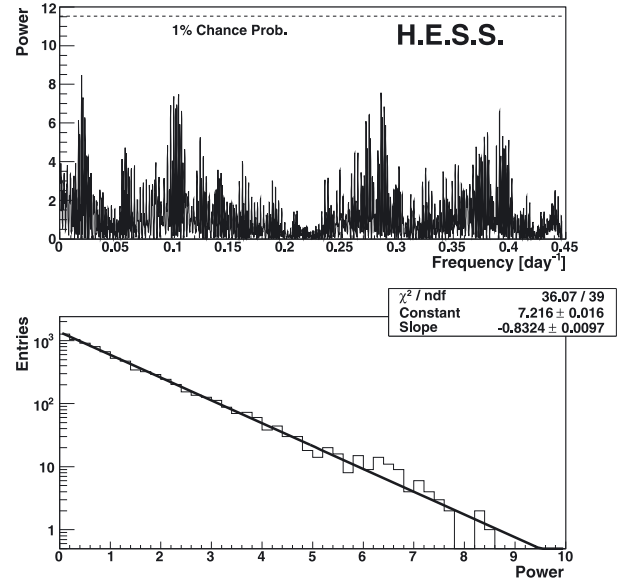 12
10
8
6
4
2
0
Power
1% Chance Prob.
H.E.S.S.
0 0.05 0.1 0.15 0.2 0.25 0.3 0.35 0.4 0.45
Frequency [day⁻¹]
χ² / ndf 36.07 / 39
Constant 7.216 ± 0.016
Slope -0.8324 ± 0.0097
Entries
10³
10²
10
1
0 1 2 3 4 5 6 7 8 9 10
Power